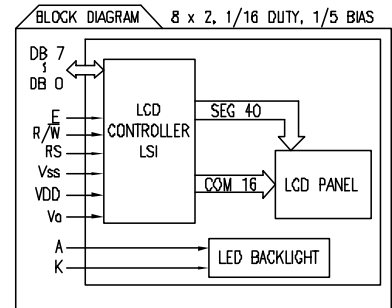 BLOCK DIAGRAM 8 x 2, 1/16 DUTY, 1/5 BIAS
DB 7
DB 0
E
R/W̅
RS
Vss
VDD
Vo
A
K
LCD
CONTROLLER
LSI
SEG 40
COM 16
LCD PANEL
LED BACKLIGHT